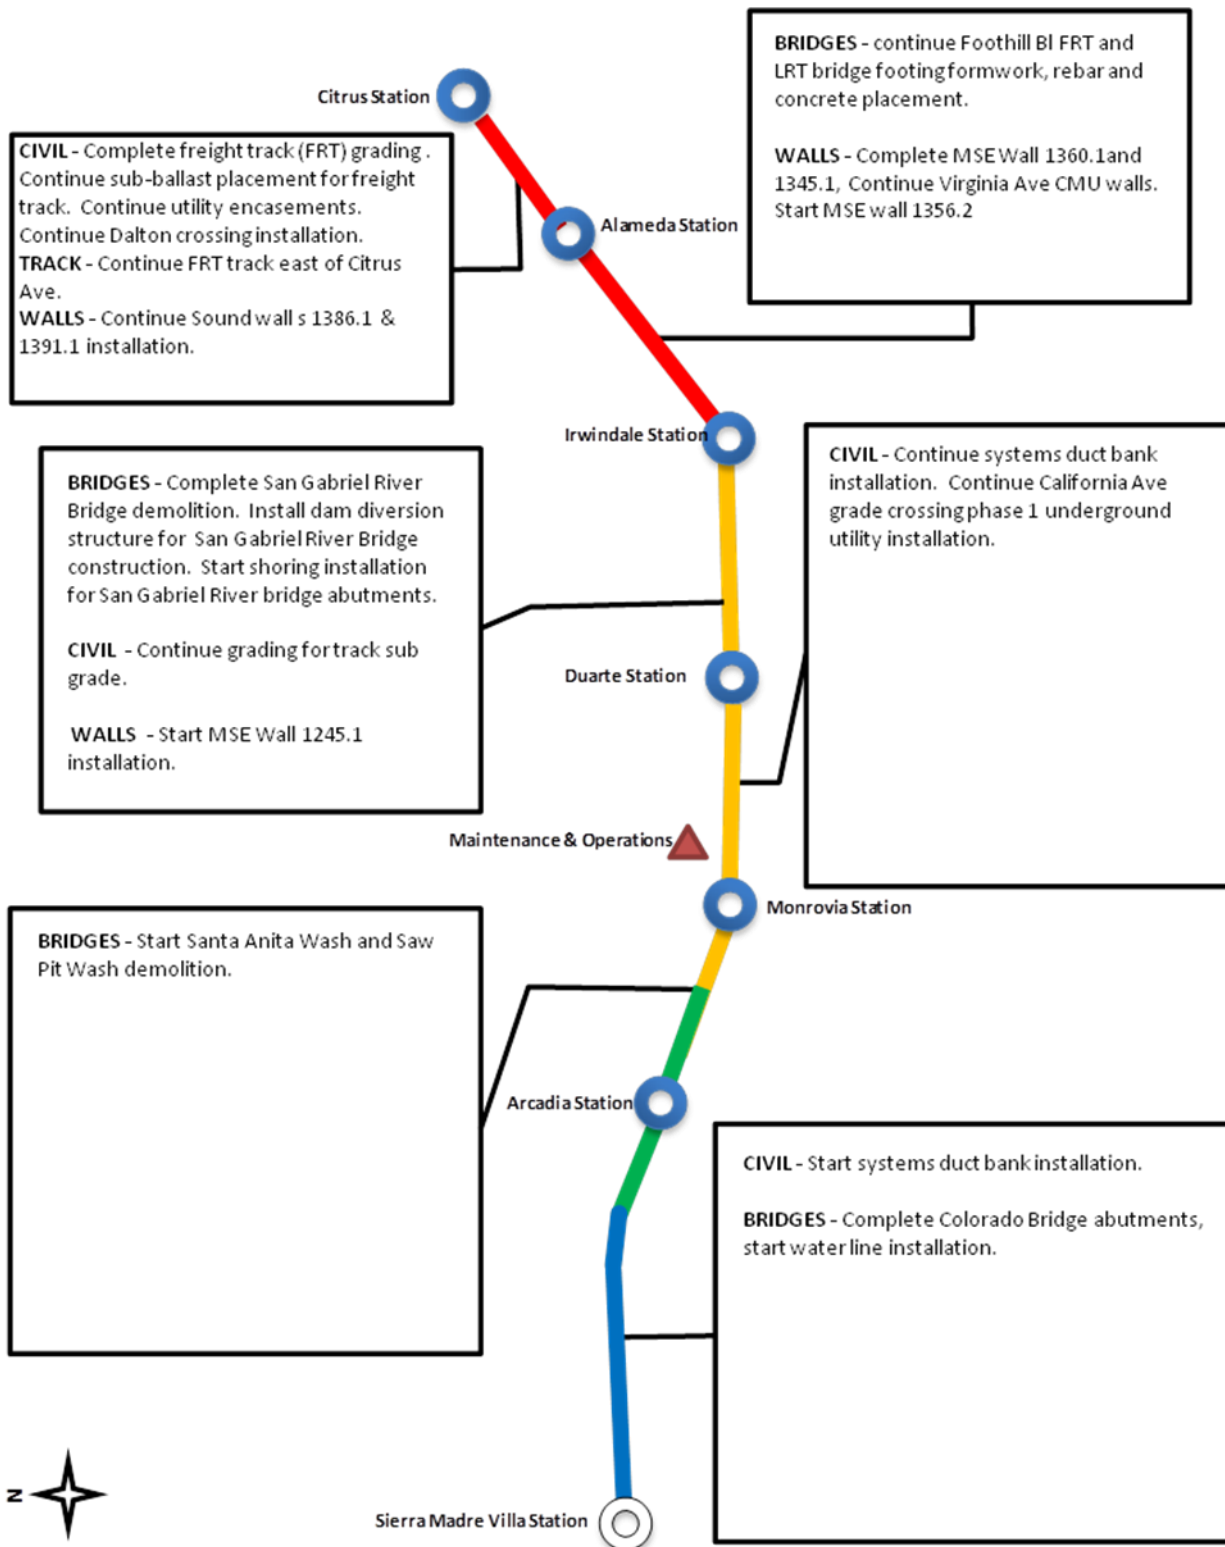 Citrus Station
BRIDGES - continue Foothill Bl FRT and
LRT bridge footing formwork, rebar and
concrete placement.
WALLS - Complete MSE Wall 1360.1and
1345.1, Continue Virginia Ave CMU walls.
Start MSE wall 1356.2
CIVIL - Complete freight track (FRT) grading .
Continue sub-ballast placement for freight
track. Continue utility encasements.
Continue Dalton crossing installation.
TRACK - Continue FRT track east of Citrus
Ave.
WALLS - Continue Sound wall s 1386.1 &
1391.1 installation.
Alameda Station
Irwindale Station
BRIDGES - Complete San Gabriel River
Bridge demolition. Install dam diversion
structure for San Gabriel River Bridge
construction. Start shoring installation
for San Gabriel River bridge abutments.
CIVIL - Continue grading for track sub
grade.
WALLS - Start MSE Wall 1245.1
installation.
CIVIL - Continue systems duct bank
installation. Continue California Ave
grade crossing phase 1 underground
utility installation.
Duarte Station
Maintenance & Operations
Monrovia Station
BRIDGES - Start Santa Anita Wash and Saw
Pit Wash demolition.
Arcadia Station
CIVIL - Start systems duct bank installation.
BRIDGES - Complete Colorado Bridge abutments,
start water line installation.
N
Sierra Madre Villa Station